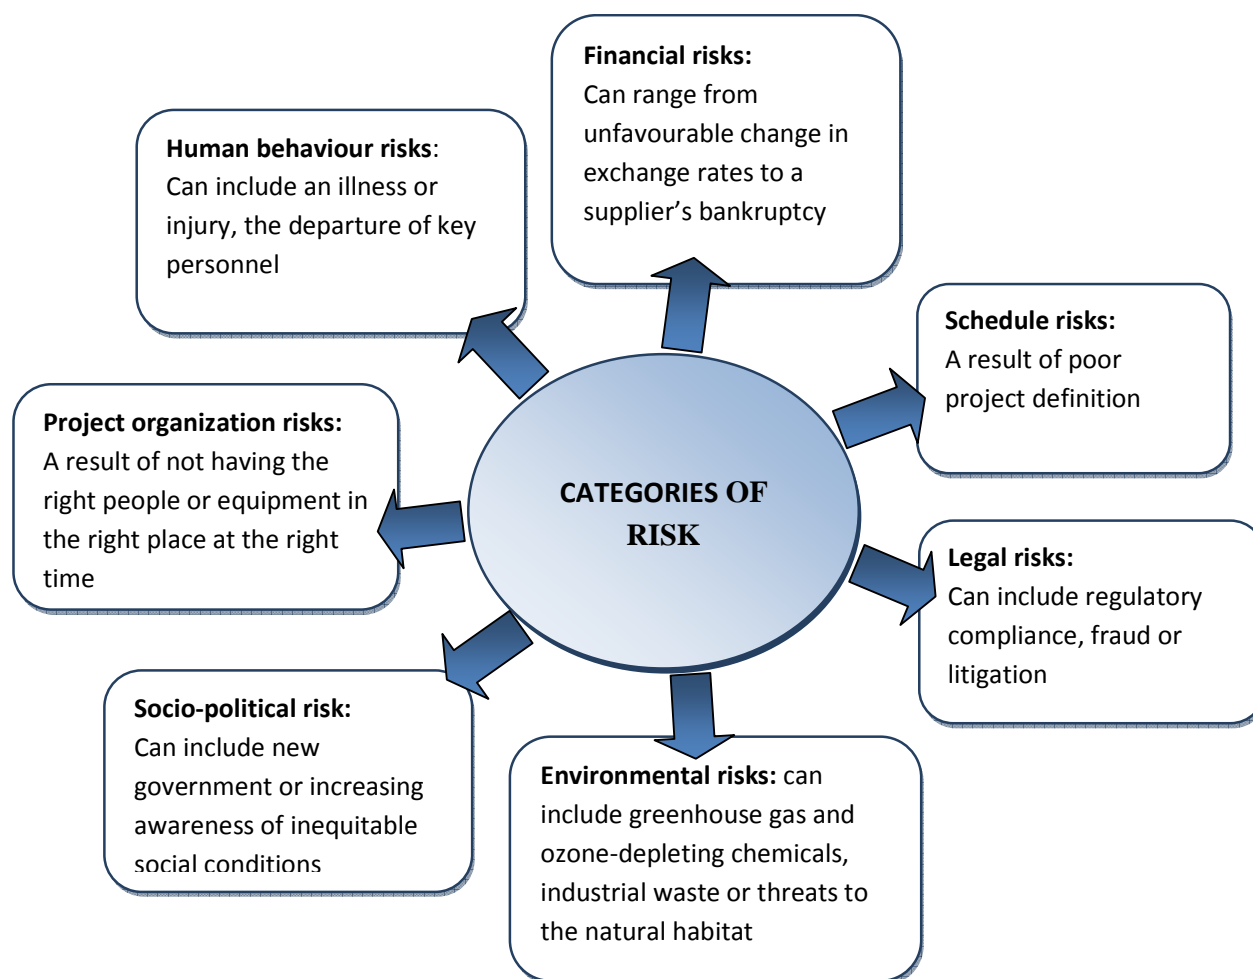 Financial risks:
Can range from
unfavourable change in
exchange rates to a
supplier’s bankruptcy
Human behaviour risks:
Can include an illness or
injury, the departure of key
personnel
Schedule risks:
A result of poor
project definition
Project organization risks:
A result of not having the
right people or equipment in
the right place at the right
time
CATEGORIES OF
RISK
Legal risks:
Can include regulatory
compliance, fraud or
litigation
Socio-political risk:
Can include new
government or increasing
awareness of inequitable
social conditions
Environmental risks: can
include greenhouse gas and
ozone-depleting chemicals,
industrial waste or threats to
the natural habitat